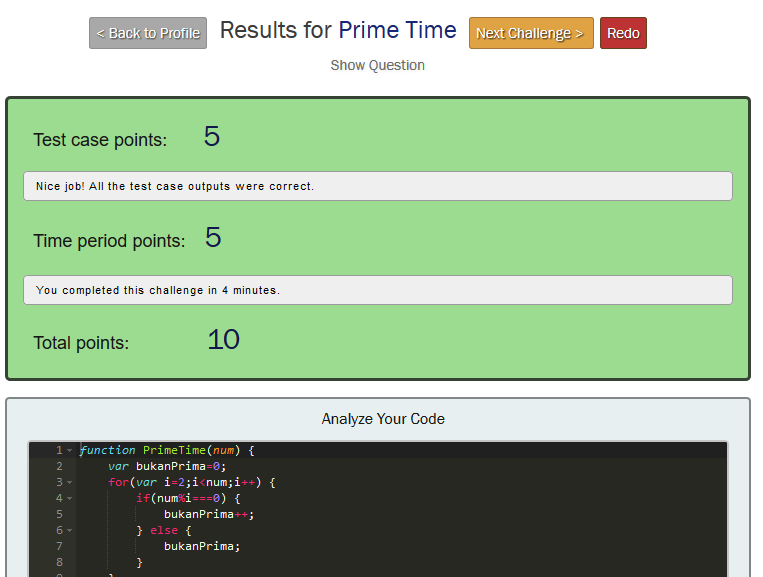 < Back to Profile Results for Prime Time Next Challenge > Redo
Show Question
Test case points: 5
Nice job! All the test case outputs were correct.
Time period points: 5
You completed this challenge in 4 minutes.
Total points: 10
Analyze Your Code
1 function PrimeTime(num) {
2 var bukanPrima=0;
3 for(var i=2;i<num;i++) {
4 if(num%i===0) {
5 bukanPrima++;
6 } else {
7 bukanPrima;
8 }